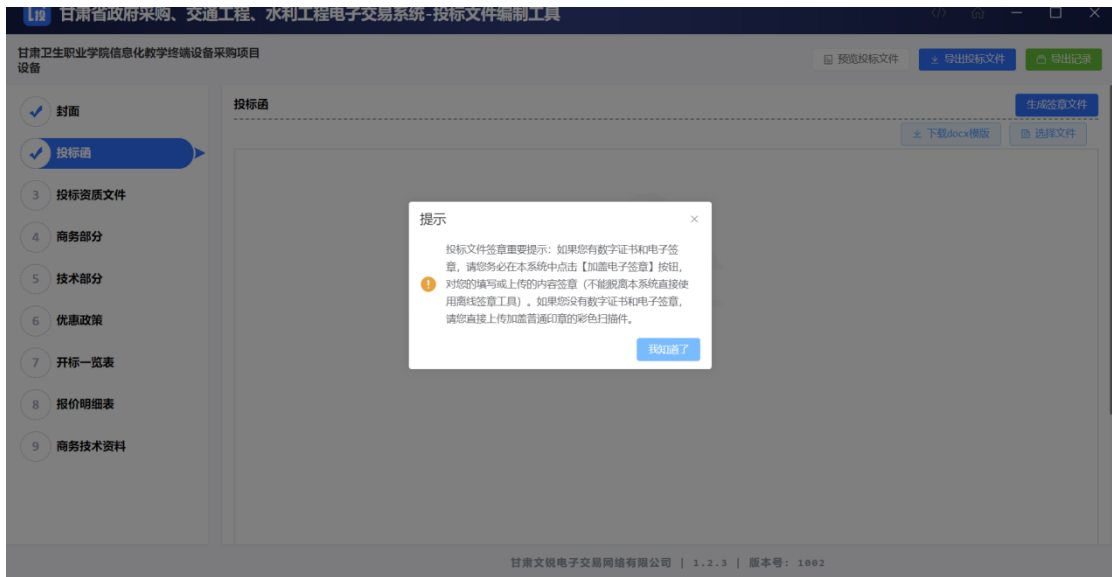 投 甘肃省政府采购、交通工程、水利工程电子交易系统-投标文件编制工具
甘肃卫生职业学院信息化教学终端设备采购项目
设备
预览投标文件
导出投标文件
导出记录
封面
投标函
3 投标资质文件
4 商务部分
5 技术部分
6 优惠政策
7 开标一览表
8 报价明细表
9 商务技术资料
投标函
生成签章文件
下载docx模版
选择文件
提示
投标文件签章重要提示：如果您有数字证书和电子签
章，请您务必在本系统中点击【加盖电子签章】按钮，
对您的填写或上传的内容签章（不能脱离本系统直接使
用离线签章工具）。如果您没有数字证书和电子签章，
请您直接上传加盖普通印章的彩色扫描件。
我知道了
甘肃文锐电子交易网络有限公司 | 1.2.3 | 版本号: 1002